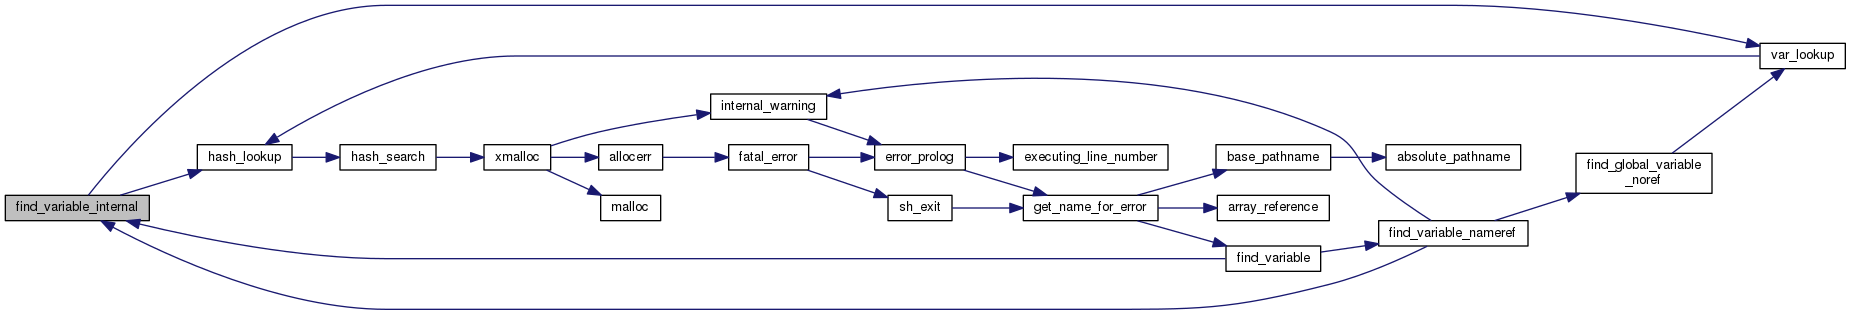 var_lookup
internal_warning
hash_lookup
hash_search
xmalloc
allocerr
fatal_error
error_prolog
executing_line_number
base_pathname
absolute_pathname
find_global_variable
_noref
find_variable_internal
malloc
sh_exit
get_name_for_error
array_reference
find_variable_nameref
find_variable